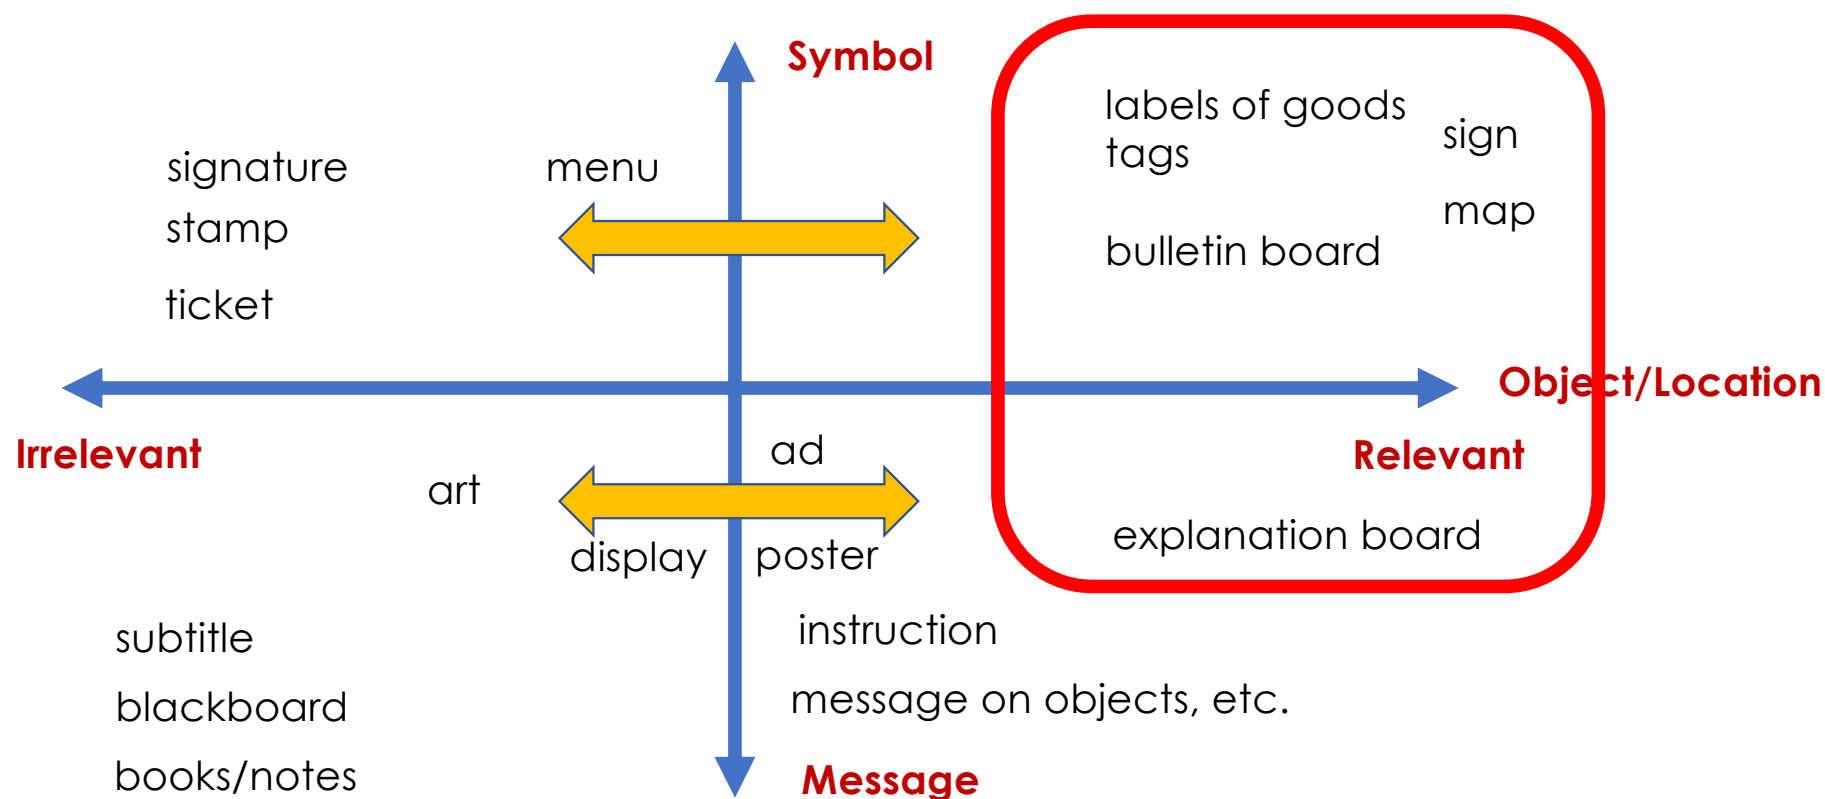 Symbol
labels of goods
tags
sign
signature
menu
stamp
map
bulletin board
ticket
Object/Location
Irrelevant
Relevant
ad
art
explanation board
display
poster
subtitle
instruction
blackboard
message on objects, etc.
books/notes
Message